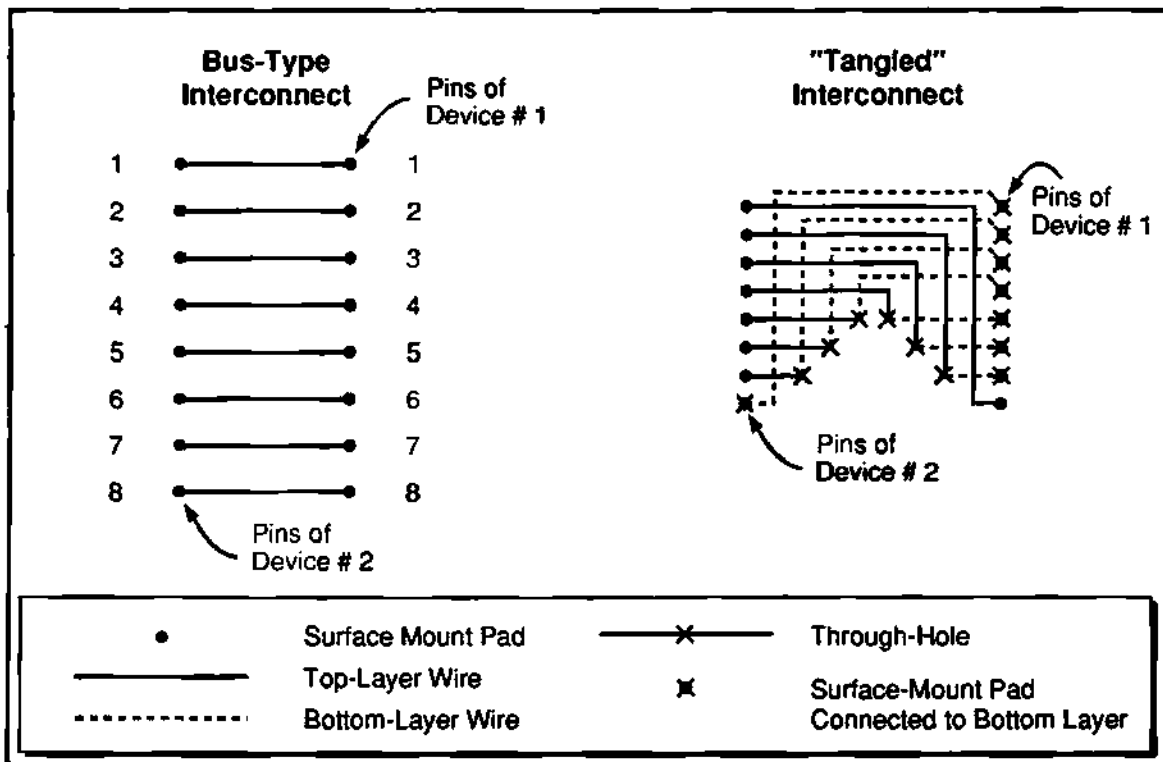 Bus-Type
Interconnect
Pins of
Device # 1
1 1
2 2
3 3
4 4
5 5
6 6
7 7
8 8
Pins of
Device # 2
"Tangled"
Interconnect
Pins of
Device # 1
Pins of
Device # 2
Surface Mount Pad
Top-Layer Wire
Bottom-Layer Wire
Through-Hole
Surface-Mount Pad
Connected to Bottom Layer